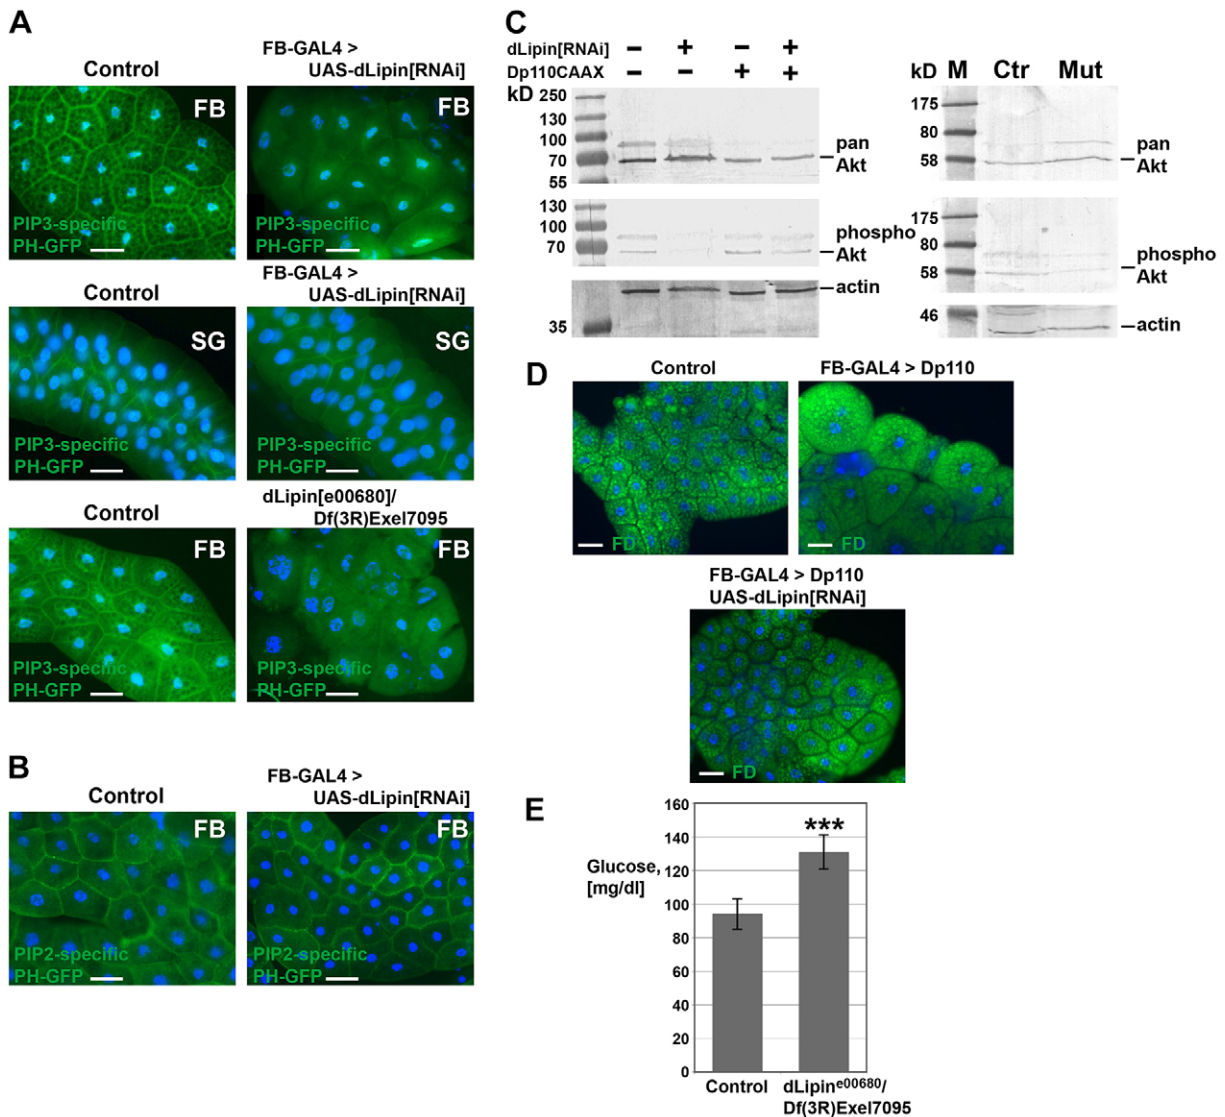 A
Control
FB-GAL4 >
UAS-dLipin[RNAi]
FB
PIP3-specific
PH-GFP
FB
PIP3-specific
PH-GFP
Control
FB-GAL4 >
UAS-dLipin[RNAi]
SG
PIP3-specific
PH-GFP
SG
PIP3-specific
PH-GFP
Control
dLipin[e00680]/
Df(3R)Exel7095
FB
PIP3-specific
PH-GFP
FB
PIP3-specific
PH-GFP
B
Control
FB-GAL4 >
UAS-dLipin[RNAi]
FB
PIP2-specific
PH-GFP
FB
PIP2-specific
PH-GFP
C
dLipin[RNAi] – + – +
Dp110CAAX – – + +
kD
250
130
100
70
55
pan
Akt
130
100
70
phospho
Akt
actin
35
kD M Ctr Mut
175
80
58
pan
Akt
175
80
58
phospho
Akt
46
actin
D
Control
FD
FB-GAL4 > Dp110
FD
FB-GAL4 > Dp110
UAS-dLipin[RNAi]
FD
E
Glucose,
[mg/dl]
160
140
120
100
80
60
40
20
0
***
Control
dLipin^e00680/
Df(3R)Exel7095